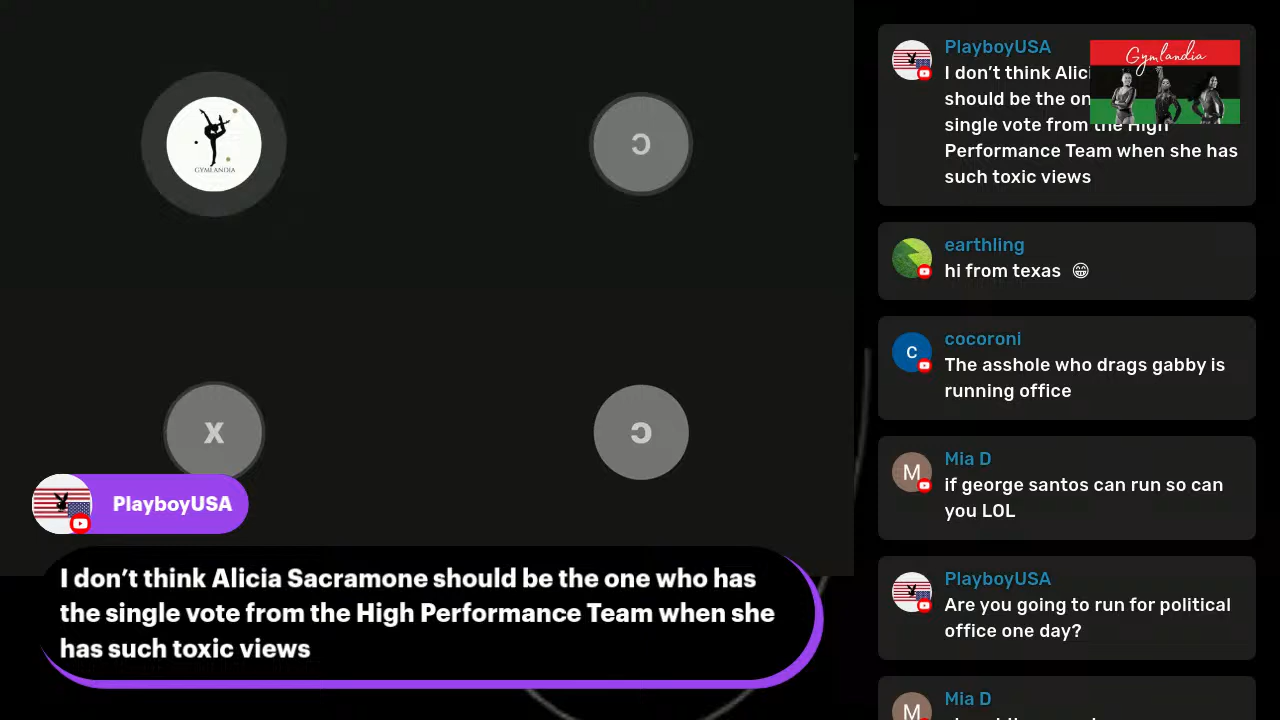 GYMLANDIA
Ɔ
X
Ɔ
PlayboyUSA
I don’t think Alicia Sacramone should be the one who has
the single vote from the High Performance Team when she
has such toxic views
PlayboyUSA
I don’t think Alici
should be the on
single vote from the High
Performance Team when she has
such toxic views
Gymlandia
earthling
hi from texas 😁
C
cocoroni
The asshole who drags gabby is
running office
M
Mia D
if george santos can run so can
you LOL
PlayboyUSA
Are you going to run for political
office one day?
M
Mia D